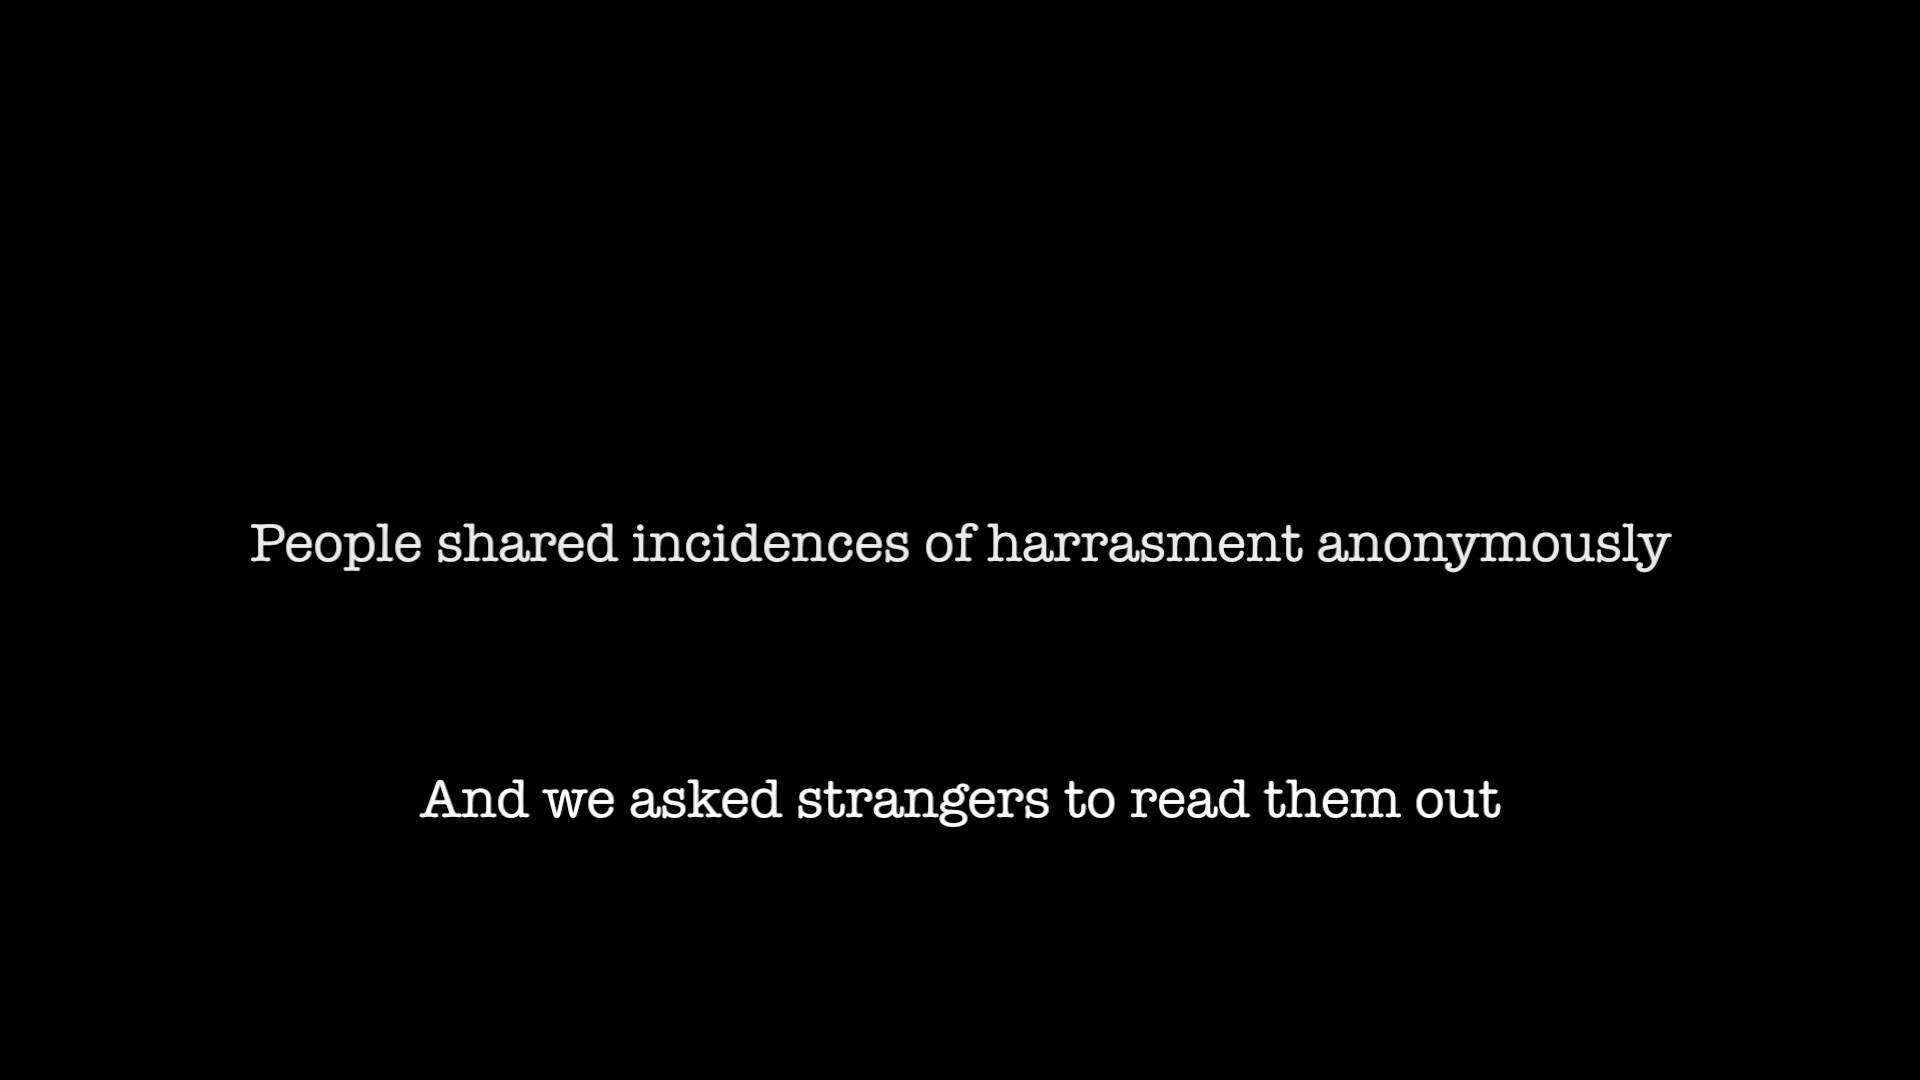 People shared incidences of harrasment anonymously
And we asked strangers to read them out